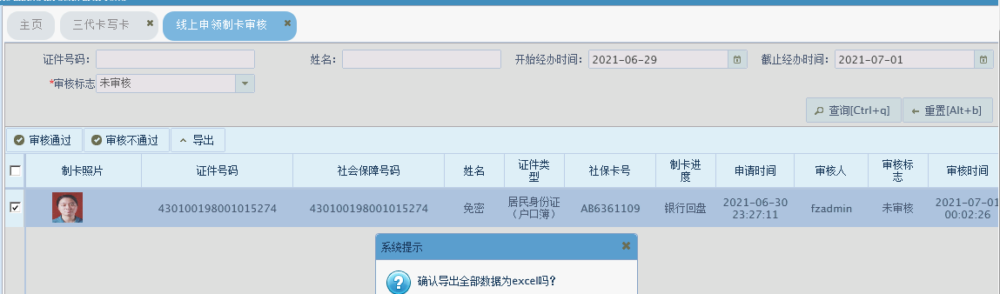 主页 三代卡写卡 线上申领制卡审核
证件号码： 姓名： 开始经办时间： 2021-06-29 截止经办时间： 2021-07-01
*审核标志 未审核
查询[Ctrl+q] 重置[Alt+b]
审核通过 审核不通过 导出
制卡照片 证件号码 社会保障号码 姓名 证件类型 社保卡号 制卡进度 申请时间 审核人 审核标志 审核时间
430100198001015274 430100198001015274 免密 居民身份证（户口簿） AB6361109 银行回盘 2021-06-30 23:27:11 fzadmin 未审核 2021-07-01 00:02:26
系统提示
确认导出全部数据为excel吗？